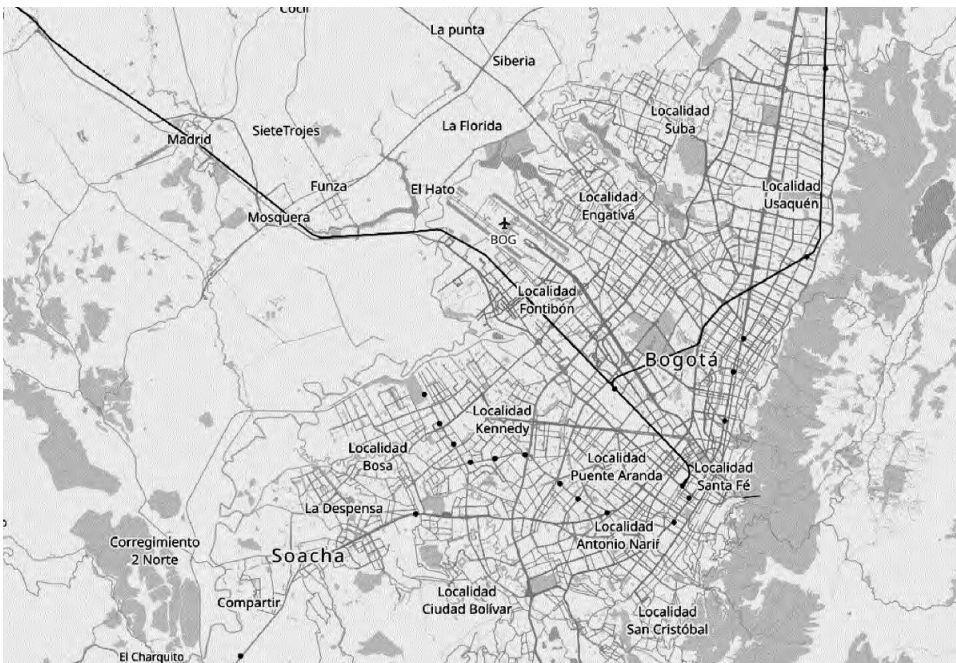 Cocil
La punta
Siberia
La Florida
Localidad
Suba
SieteTrojes
Madrid
Funza
El Hato
Mosquera
Localidad
Engativá
Localidad
Usaquén
BOG
Localidad
Fontibón
Bogotá
Localidad
Kennedy
Localidad
Bosa
Localidad
Puente Aranda
Localidad
Santa Fé
La Despensa
Localidad
Antonio Nariř
Corregimiento
2 Norte
Soacha
Localidad
Ciudad Bolívar
Compartir
Localidad
San Cristóbal
El Charquito